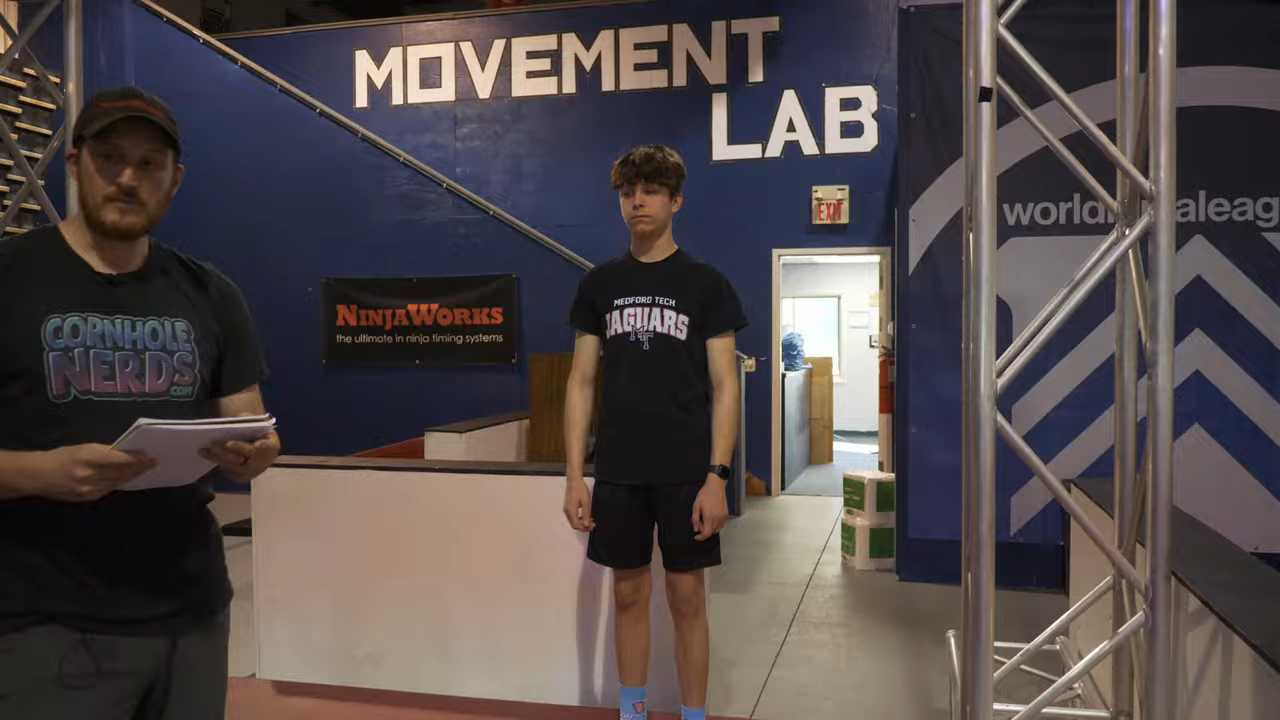 MOVEMENT
LAB
EXIT
NINJAWORKS
the ultimate in ninja timing systems
CORNHOLE
NERDS
.COM
MEDFORD TECH
JAGUARS
MT
world
aleag